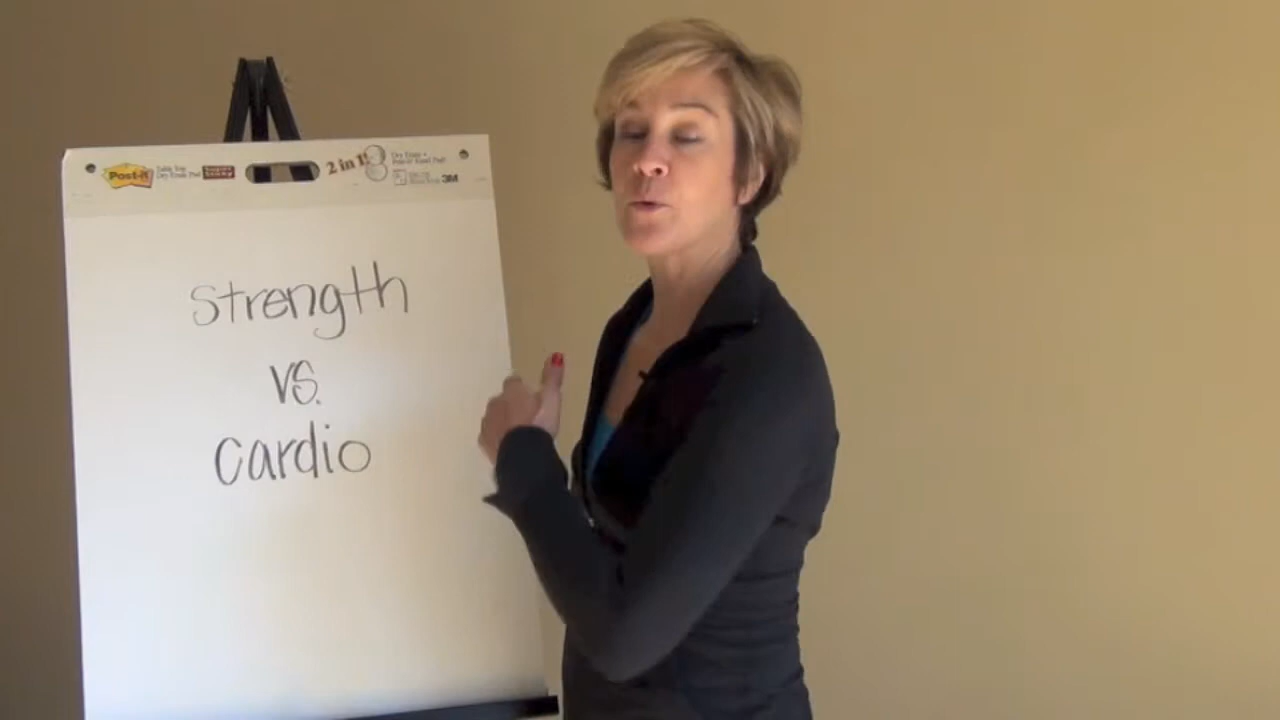 Post-it
2 in 1!
3M
Strength
vs.
Cardio